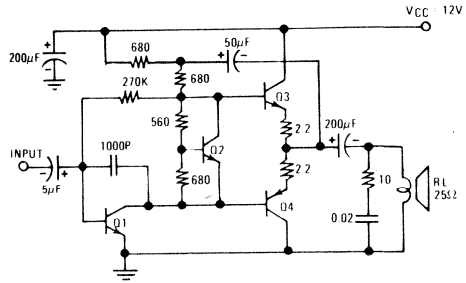 VCC = 12V
+
200µF
−
680
50µF
+ −
270K
680
Q3
560
2.2
200µF
+ −
INPUT
1000P
Q2
5µF
+
680
2.2
10
RL
25Ω
Q1
Q4
0.02